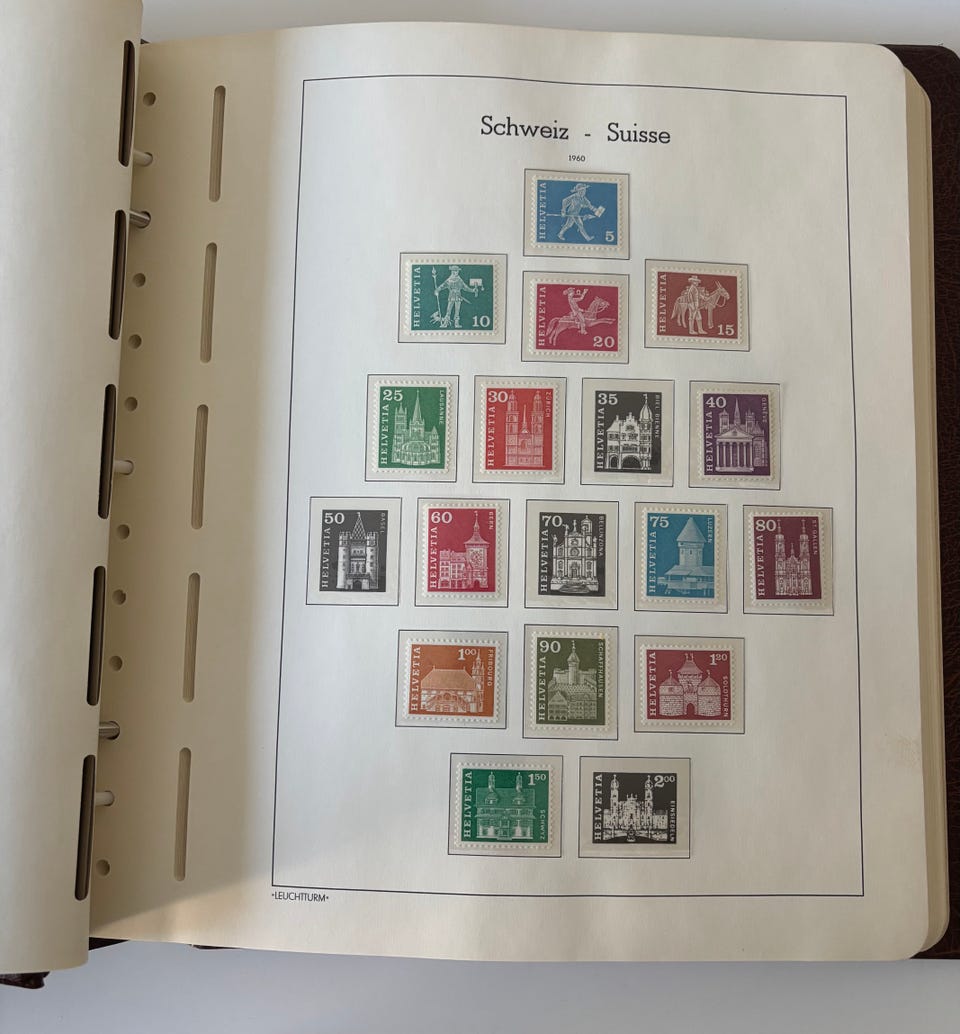 Schweiz - Suisse
1960
HELVETIA 5
HELVETIA 10
HELVETIA 20
HELVETIA 15
25 HELVETIA LAUSANNE
30 HELVETIA ZÜRICH
35 HELVETIA BIEL BIENNE
40 HELVETIA GENÈVE
50 HELVETIA BASEL
60 HELVETIA BERN
70 HELVETIA BELLINZONA
75 HELVETIA LUZERN
80 HELVETIA ST. GALLEN
HELVETIA 1 00 FRIBOURG
90 HELVETIA SCHAFFHAUSEN
HELVETIA 1 20 SOLOTHURN
HELVETIA 1 50 SCHWYZ
HELVETIA 2 00 EINSIEDELN
•LEUCHTTURM•